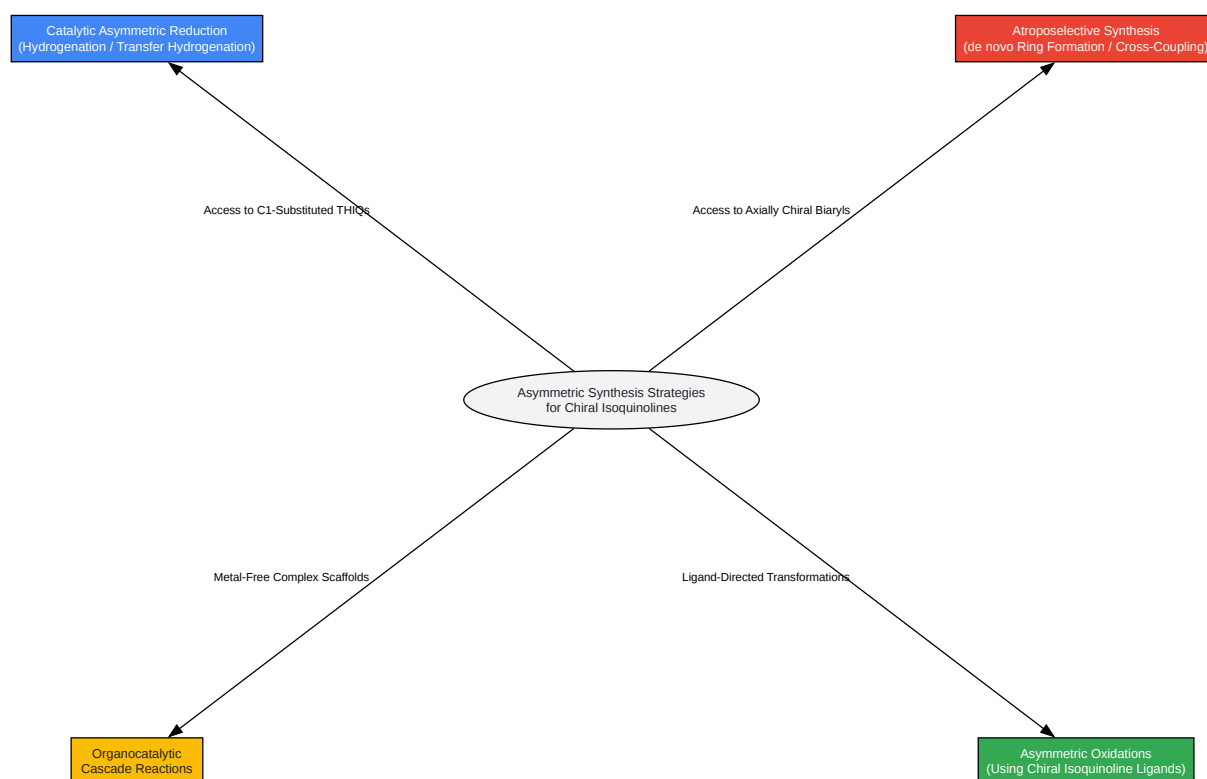 Catalytic Asymmetric Reduction
(Hydrogenation / Transfer Hydrogenation)
Atroposelective Synthesis
(de novo Ring Formation / Cross-Coupling)
Access to C1-Substituted THIQs
Access to Axially Chiral Biaryls
Asymmetric Synthesis Strategies
for Chiral Isoquinolines
Metal-Free Complex Scaffolds
Ligand-Directed Transformations
Organocatalytic
Cascade Reactions
Asymmetric Oxidations
(Using Chiral Isoquinoline Ligands)